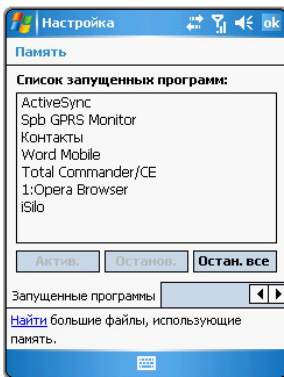 Настройка ok
Память
Список запущенных программ:
ActiveSync
Spb GPRS Monitor
Контакты
Word Mobile
Total Commander/CE
1:Opera Browser
iSilo
Актив. Останов. Остан. все
Запущенные программы
Найти большие файлы, использующие
память.